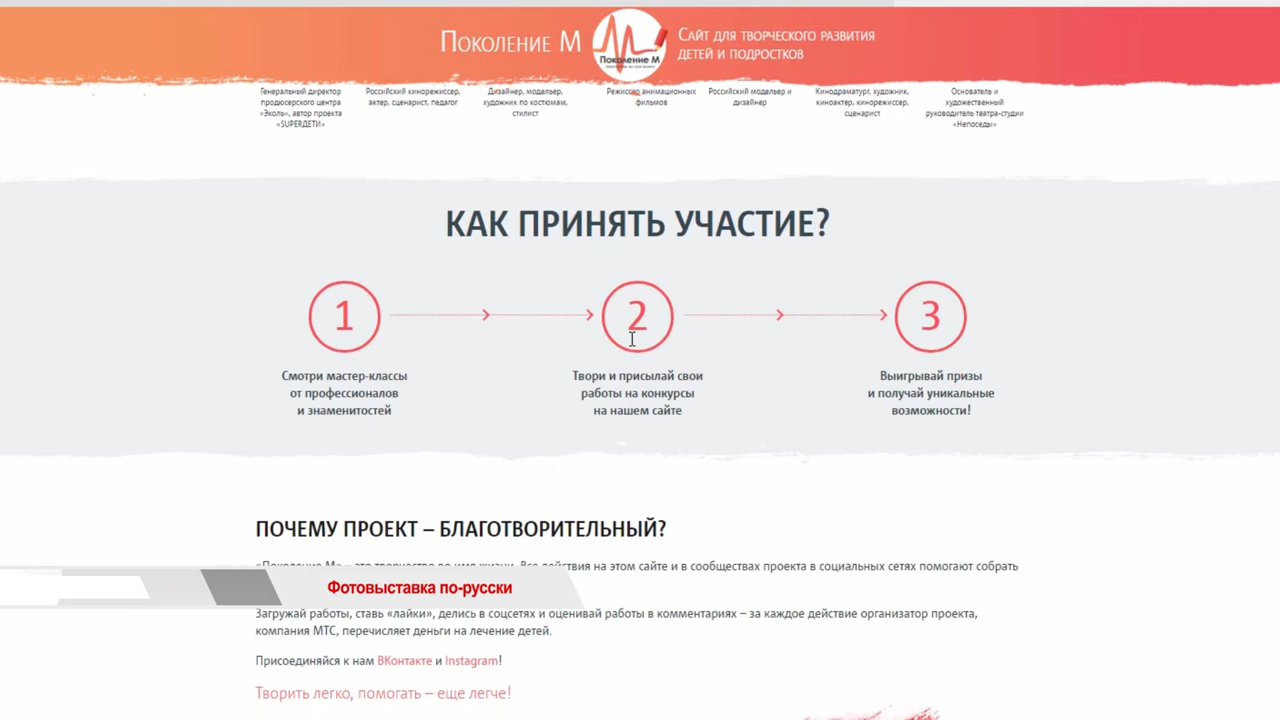 Поколение М
Поколение М
Сайт для творческого развития
детей и подростков
Генеральный директор
продюсерского центра
«Эколь», автор проекта
«SUPERДЕТИ»
Российский кинорежиссер,
актер, сценарист, педагог
Дизайнер, модельер,
художник по костюмам,
стилист
Режиссер анимационных
фильмов
Российский модельер и
дизайнер
Кинодраматург, художник,
киноактер, кинорежиссер,
сценарист
Основатель и
художественный
руководитель театра-студии
«Непоседы»
КАК ПРИНЯТЬ УЧАСТИЕ?
1
2
3
Смотри мастер-классы
от профессионалов
и знаменитостей
Твори и присылай свои
работы на конкурсы
на нашем сайте
Выигрывай призы
и получай уникальные
возможности!
ПОЧЕМУ ПРОЕКТ – БЛАГОТВОРИТЕЛЬНЫЙ?
«Поколение М» – это творчество во имя жизни. Все действия на этом сайте и в сообществах проекта в социальных сетях помогают собрать
Фотовыставка по-русски
Загружай работы, ставь «лайки», делись в соцсетях и оценивай работы в комментариях – за каждое действие организатор проекта,
компания МТС, перечисляет деньги на лечение детей.
Присоединяйся к нам ВКонтакте и Instagram!
Творить легко, помогать – еще легче!